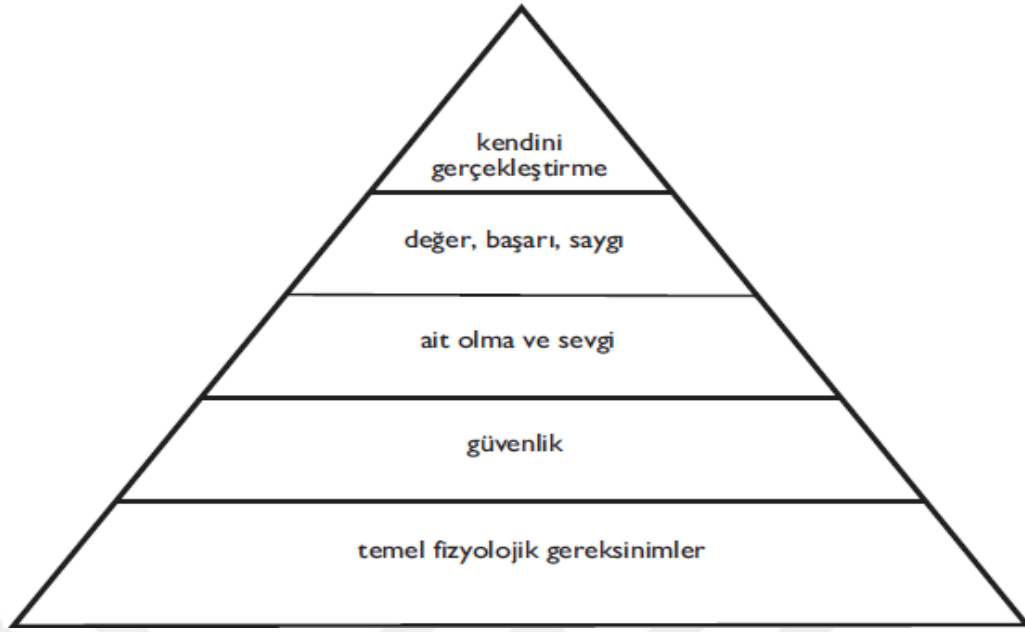 kendini
gerçekleştirme
değer, başarı, saygı
ait olma ve sevgi
güvenlik
temel fizyolojik gereksinimler